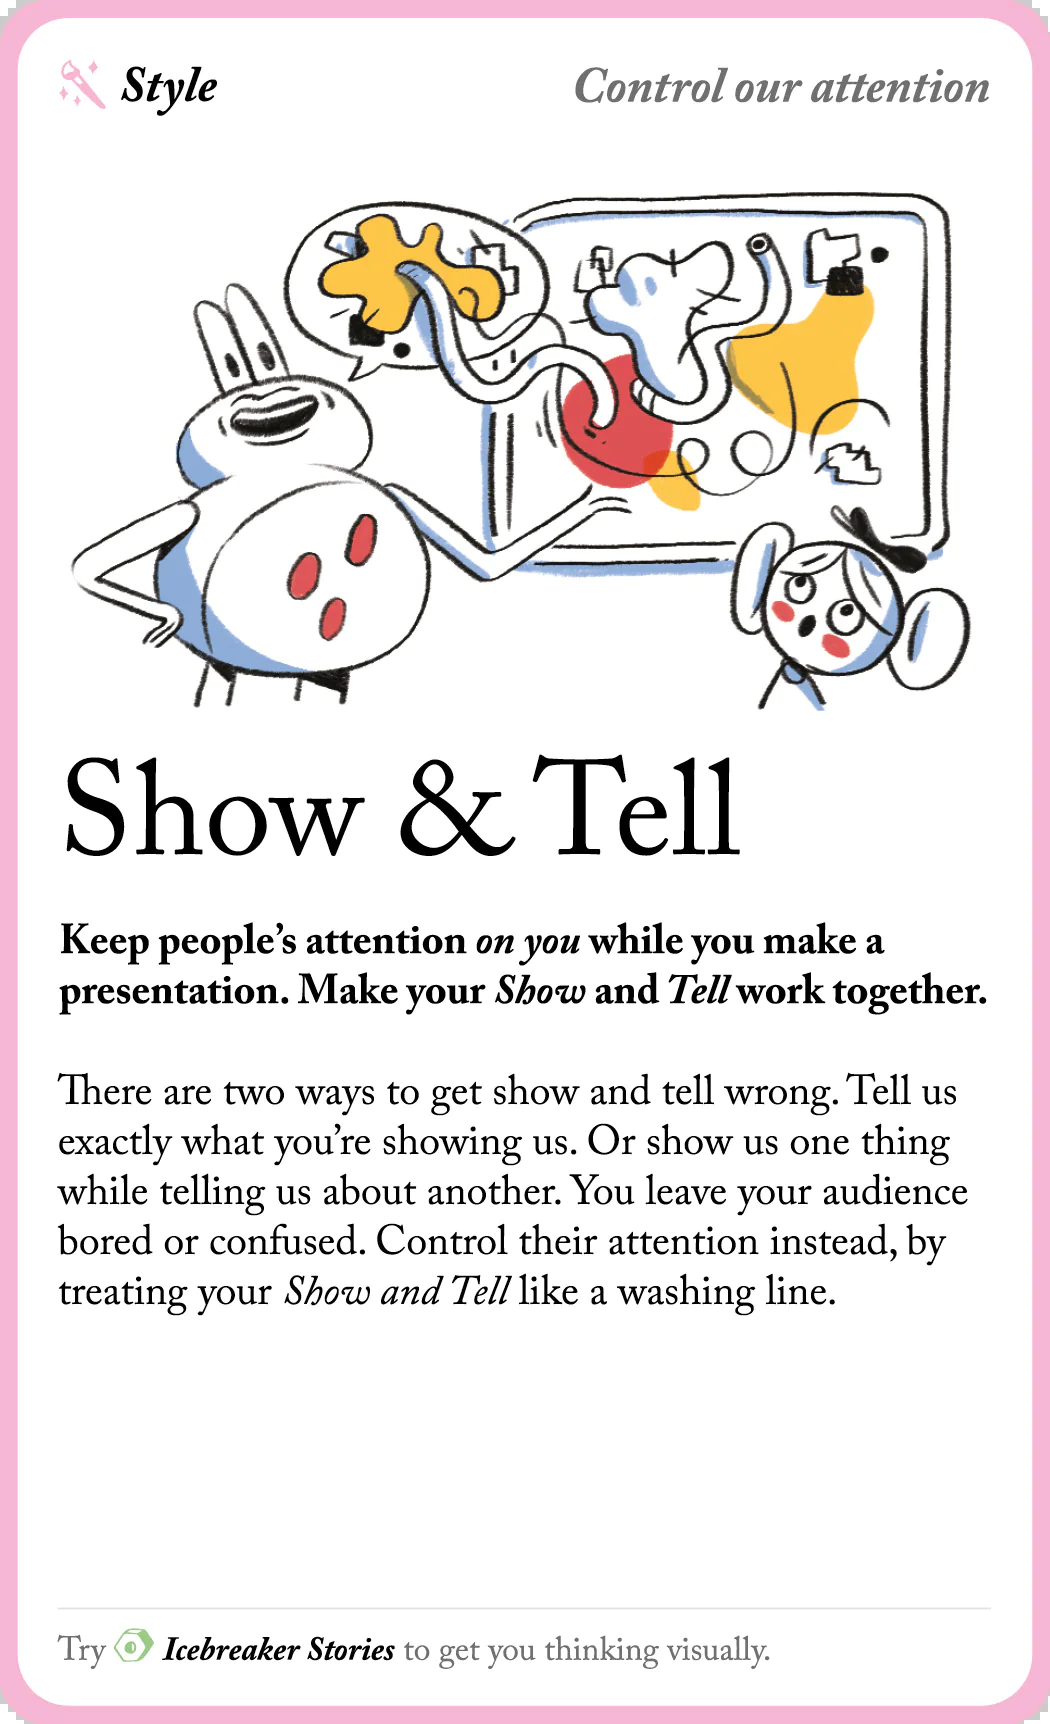 Style
Control our attention
Show & Tell
Keep people’s attention on you while you make a
presentation. Make your Show and Tell work together.
There are two ways to get show and tell wrong. Tell us
exactly what you’re showing us. Or show us one thing
while telling us about another. You leave your audience
bored or confused. Control their attention instead, by
treating your Show and Tell like a washing line.
Try Icebreaker Stories to get you thinking visually.